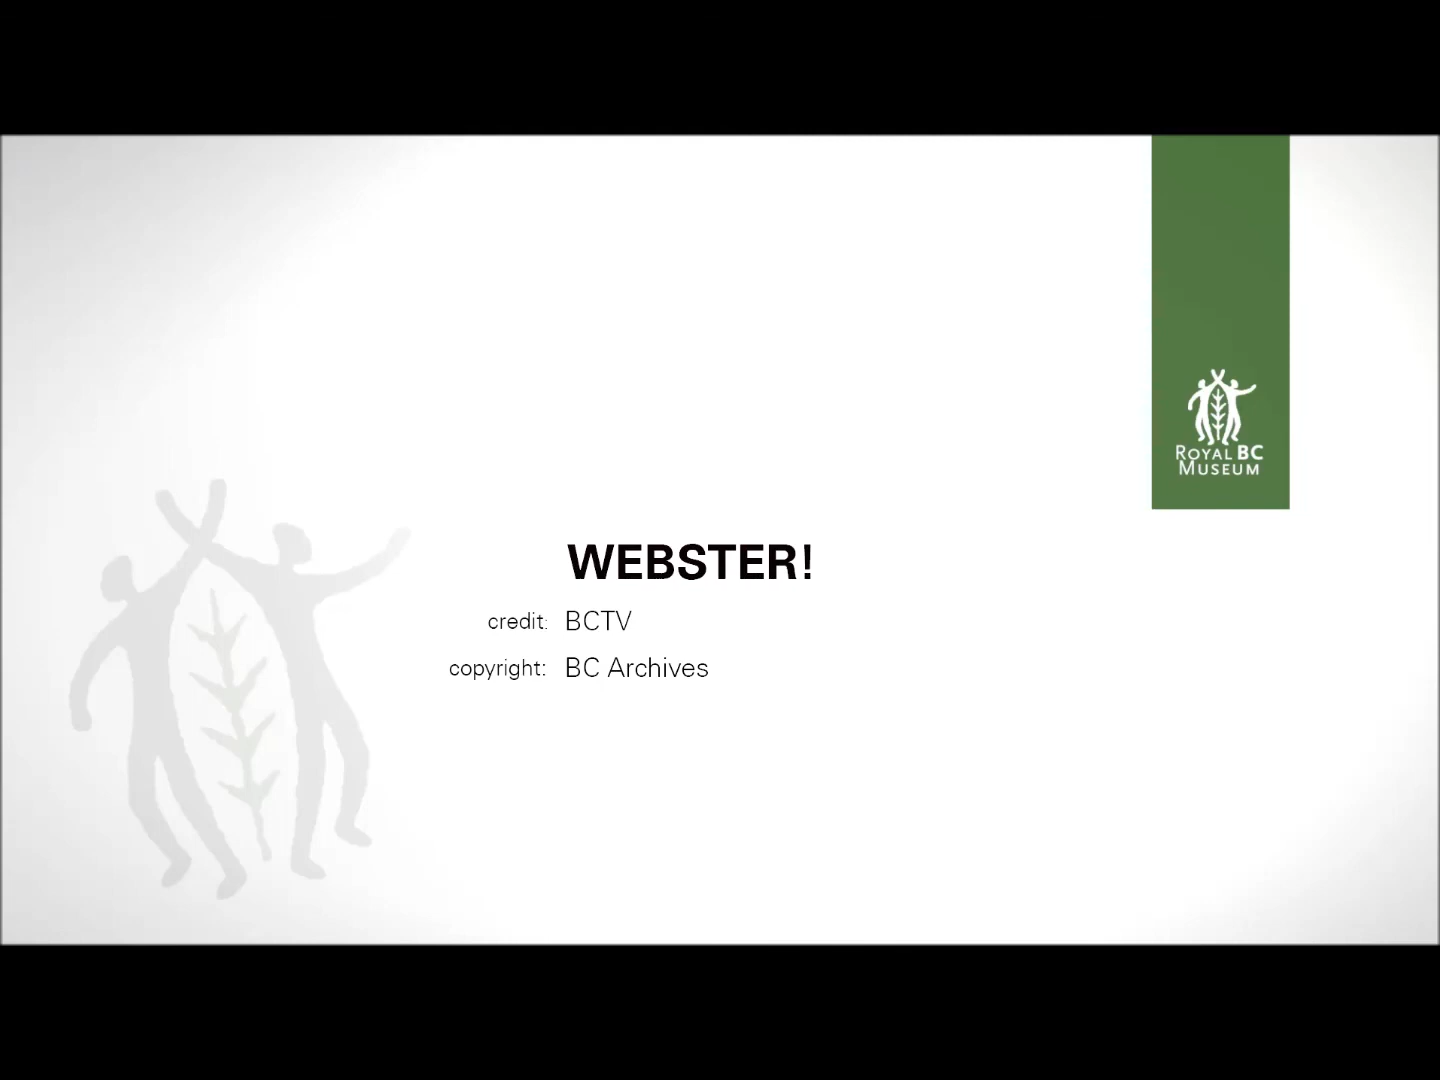 ROYAL BC
MUSEUM
WEBSTER!
credit: BCTV
copyright: BC Archives